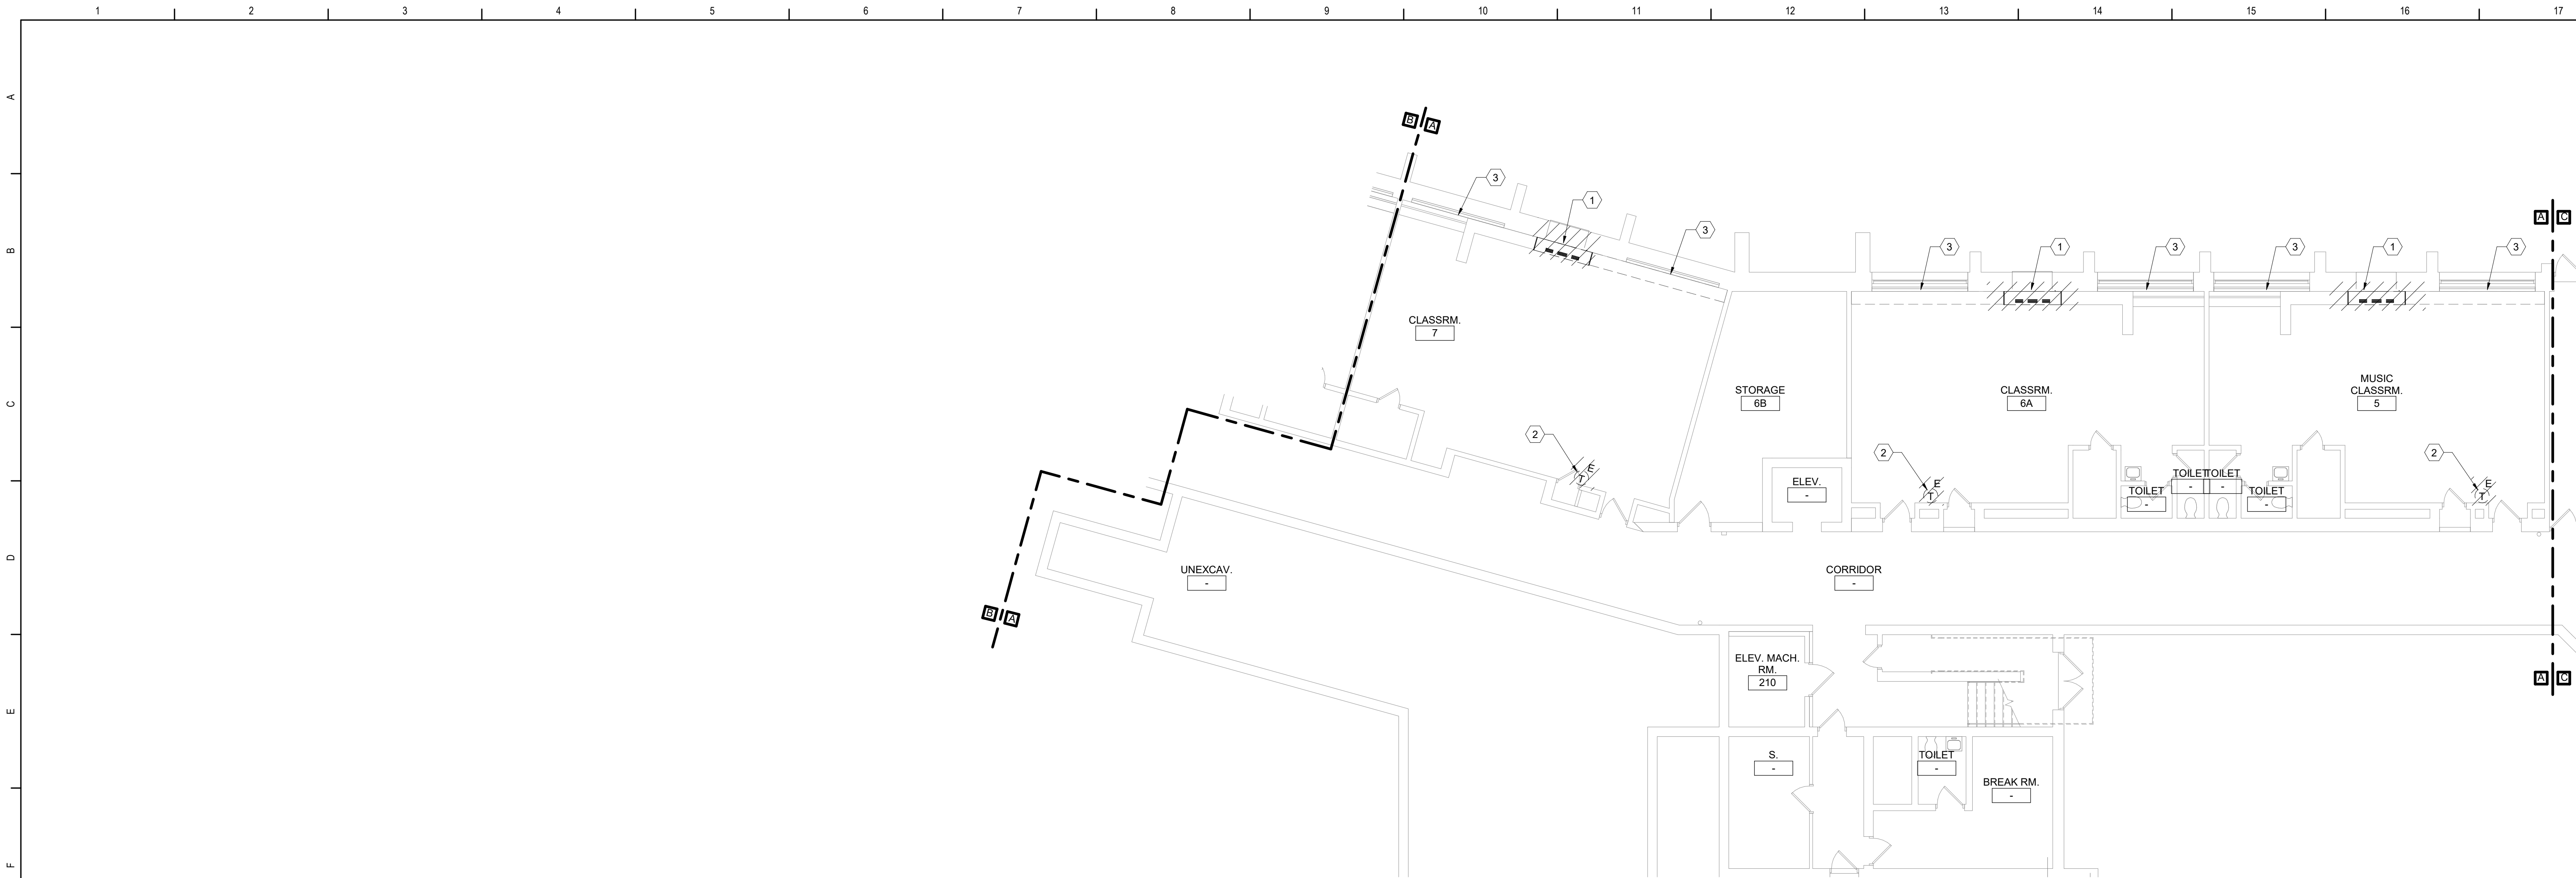 1 2 3 4 5 6 7 8 9 10 11 12 13 14 15 16 17
A
B
C
D
E
F
B A
3
1
3
A C
3
1
3
3
1
3
CLASSRM.
7
STORAGE
6B
CLASSRM.
6A
MUSIC
CLASSRM.
5
2
E
T
2
E
T
2
E
T
ELEV.
-
TOILET
-
TOILET
-
TOILET
-
TOILET
-
UNEXCAV.
-
CORRIDOR
-
B A
ELEV. MACH.
RM.
210
A C
S.
-
TOILET
-
BREAK RM.
-